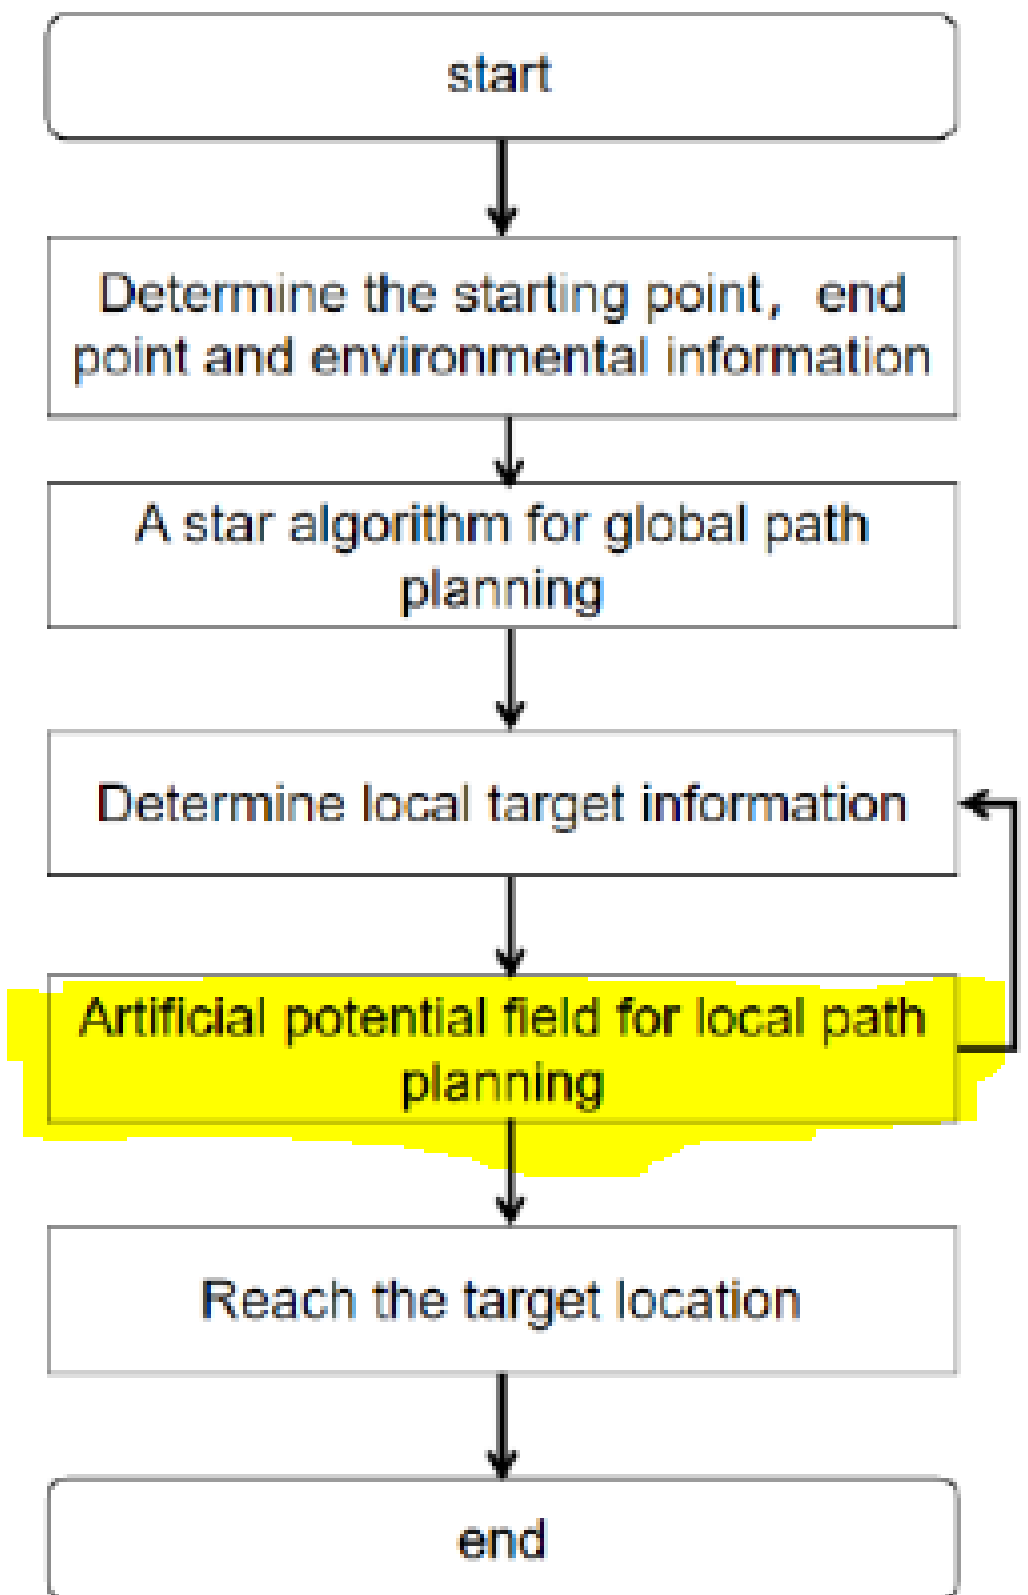 start
Determine the starting point, end
point and environmental information
A star algorithm for global path
planning
Determine local target information
Artificial potential field for local path
planning
Reach the target location
end